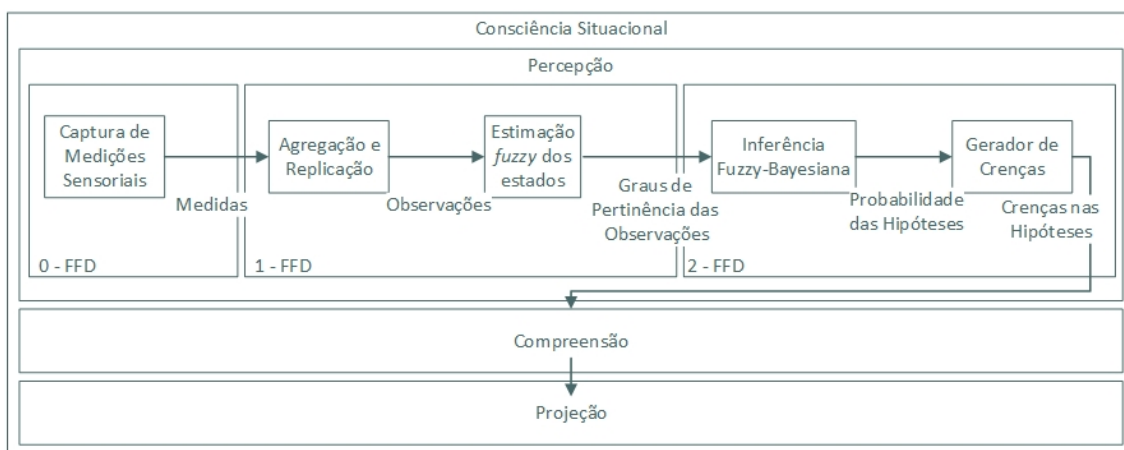 Consciência Situacional
Percepção
Captura de
Medições
Sensoriais
Medidas
0 - FFD
Agregação e
Replicação
Observações
Estimação
fuzzy dos
estados
1 - FFD
Graus de
Pertinência das
Observações
Inferência
Fuzzy-Bayesiana
Probabilidade
das Hipóteses
Gerador de
Crenças
Crenças nas
Hipóteses
2 - FFD
Compreensão
Projeção